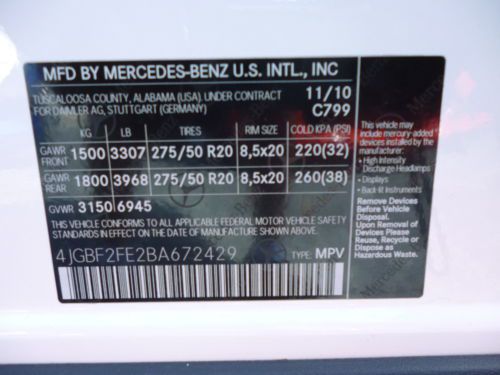 MFD BY MERCEDES-BENZ U.S. INTL., INC
TUSCALOOSA COUNTY, ALABAMA (USA) UNDER CONTRACT
FOR DAIMLER AG, STUTTGART (GERMANY)
11/10
C799
KG LB TIRES RIM SIZE COLD KPA (PSI)
GAWR FRONT 1500 3307 275/50 R20 8,5x20 220(32)
GAWR REAR 1800 3968 275/50 R20 8,5x20 260(38)
GVWR 3150 6945
THIS VEHICLE CONFORMS TO ALL APPLICABLE FEDERAL MOTOR
VEHICLE SAFETY STANDARDS IN EFFECT ON THE DATE OF
MANUFACTURE SHOWN ABOVE.
4JGBF2FE2BA672429
TYPE: MPV
This vehicle may
include mercury-added
devices installed by the
manufacturer:
- High Intensity
Discharge Headlamps
- Displays
- Back-lit Instruments
Remove Devices
Before Vehicle
Disposal. Upon
Removal of Devices
Please Reuse,
Recycle or Dispose as
Hazardous Waste.